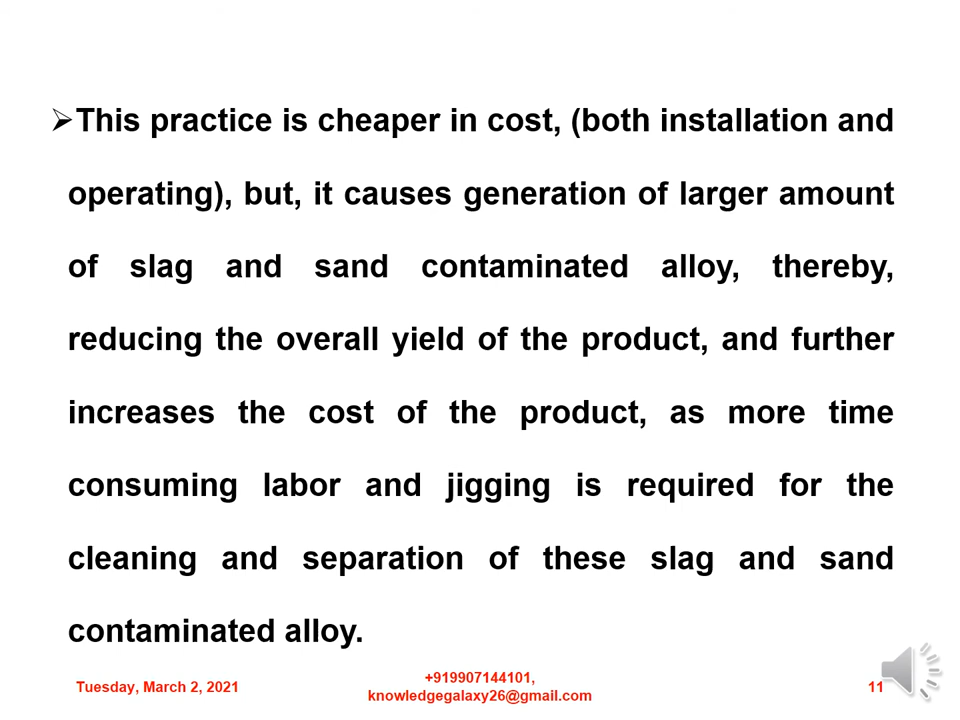 ➢This practice is cheaper in cost, (both installation and
operating), but, it causes generation of larger amount
of slag and sand contaminated alloy, thereby,
reducing the overall yield of the product, and further
increases the cost of the product, as more time
consuming labor and jigging is required for the
cleaning and separation of these slag and sand
contaminated alloy.
Tuesday, March 2, 2021
+919907144101,
knowledgegalaxy26@gmail.com
11